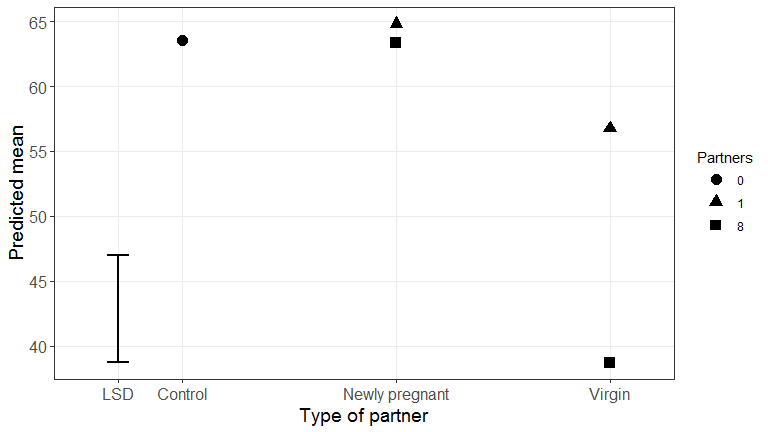 65
60
55
50
45
40
Predicted mean
LSD Control Newly pregnant Virgin
Type of partner
Partners
0
1
8